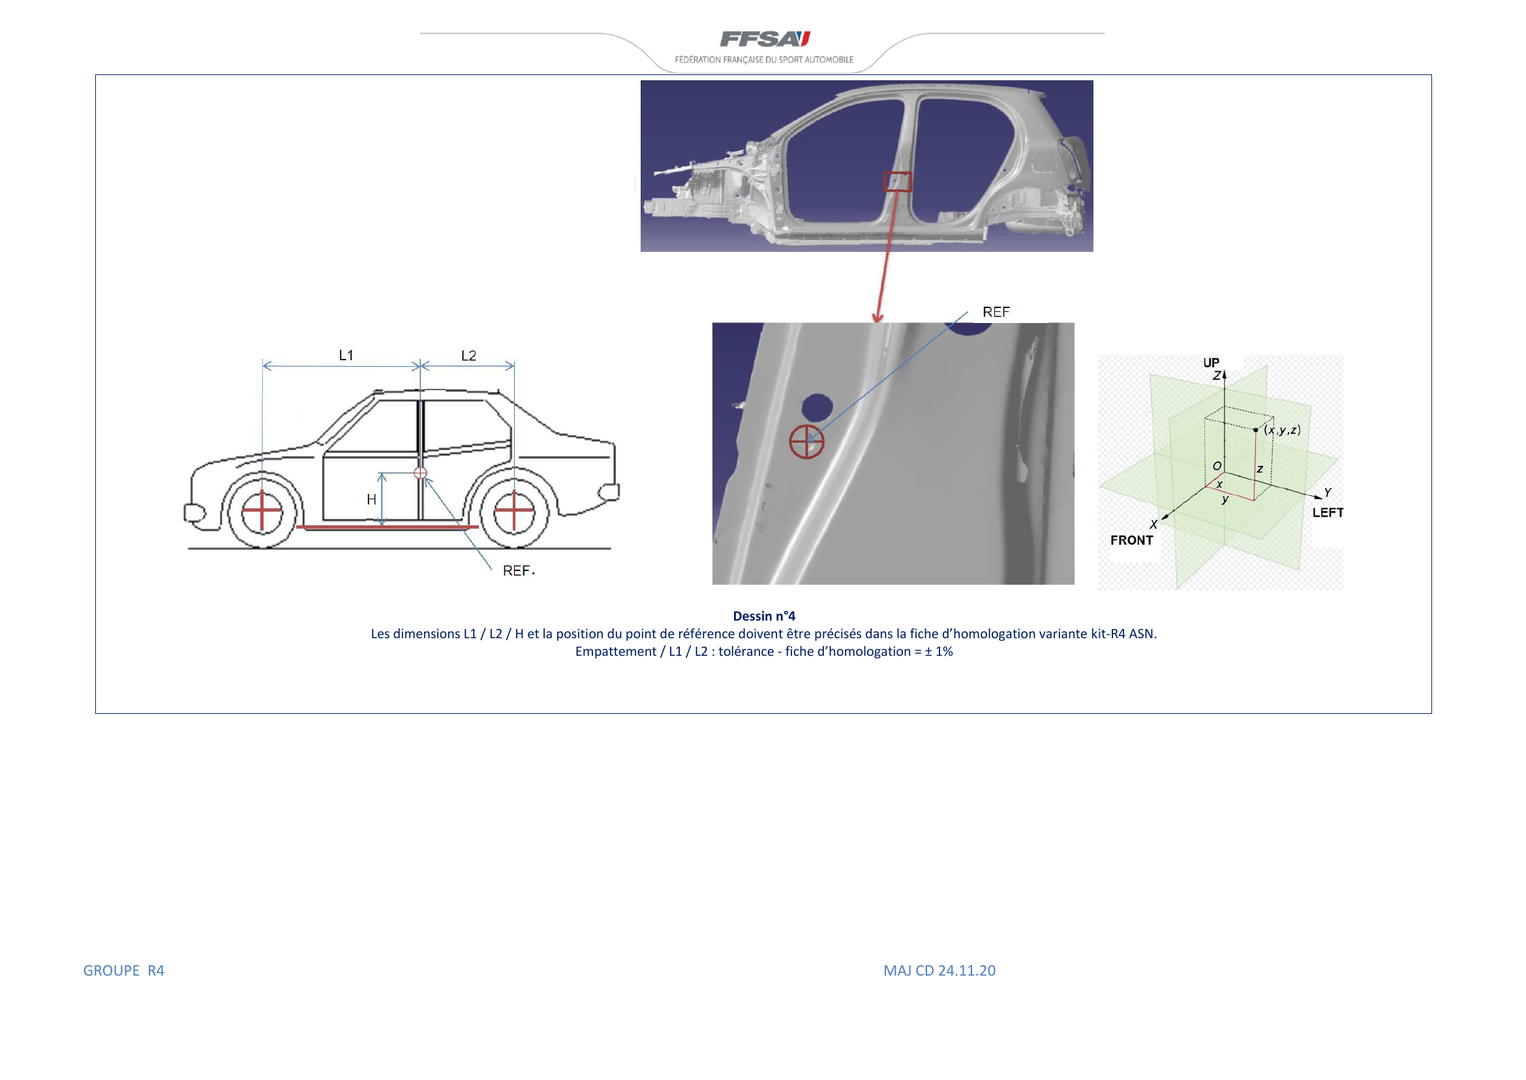 FFSA
FÉDÉRATION FRANÇAISE DU SPORT AUTOMOBILE
REF
L1
L2
H
REF.
UP
Z
(x,y,z)
O
z
x
y
Y
LEFT
X
FRONT
Dessin n°4
Les dimensions L1 / L2 / H et la position du point de référence doivent être précisés dans la fiche d’homologation variante kit-R4 ASN.
Empattement / L1 / L2 : tolérance - fiche d’homologation = ± 1%
GROUPE R4
MAJ CD 24.11.20